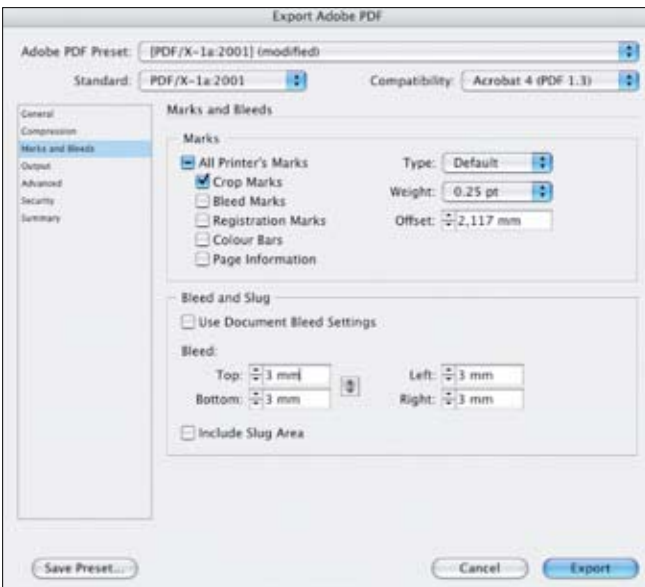 Export Adobe PDF
Adobe PDF Preset: [PDF/X-1a:2001] (modified)
Standard: PDF/X-1a:2001
Compatibility: Acrobat 4 (PDF 1.3)
General
Compression
Marks and Bleeds
Output
Advanced
Security
Summary
Marks and Bleeds
Marks
All Printer's Marks
Crop Marks
Bleed Marks
Registration Marks
Colour Bars
Page Information
Type: Default
Weight: 0.25 pt
Offset: 2,117 mm
Bleed and Slug
Use Document Bleed Settings
Bleed:
Top: 3 mm
Bottom: 3 mm
Left: 3 mm
Right: 3 mm
Include Slug Area
Save Preset...
Cancel
Export